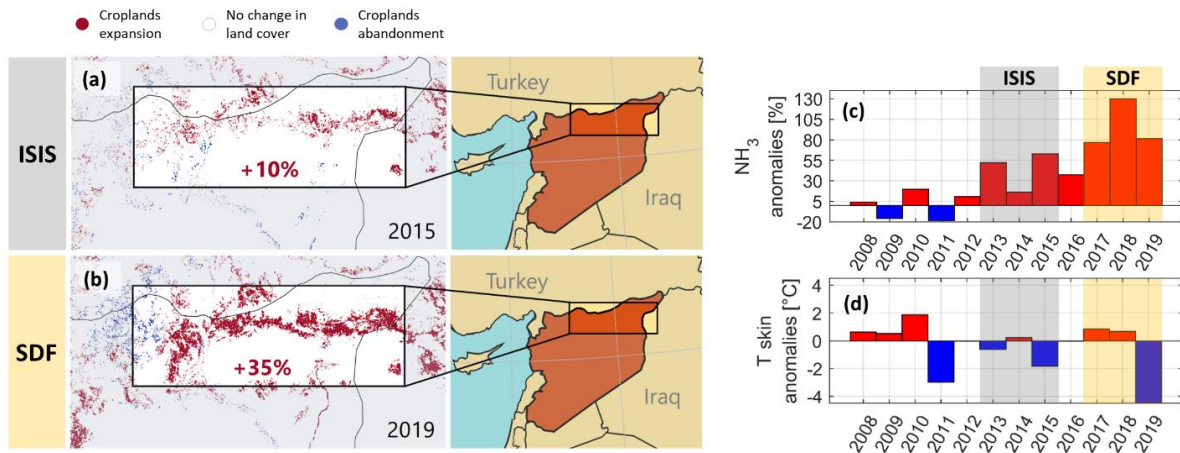 Croplands
expansion
No change in
land cover
Croplands
abandonment
ISIS
(a)
+10%
2015
Turkey
Iraq
SDF
(b)
+35%
2019
Turkey
Iraq
ISIS
SDF
(c)
NH3
anomalies [%]
130
105
80
55
30
5
-20
2008
2009
2010
2011
2012
2013
2014
2015
2016
2017
2018
2019
(d)
T skin
anomalies [°C]
4
2
0
-2
-4
2008
2009
2010
2011
2012
2013
2014
2015
2016
2017
2018
2019